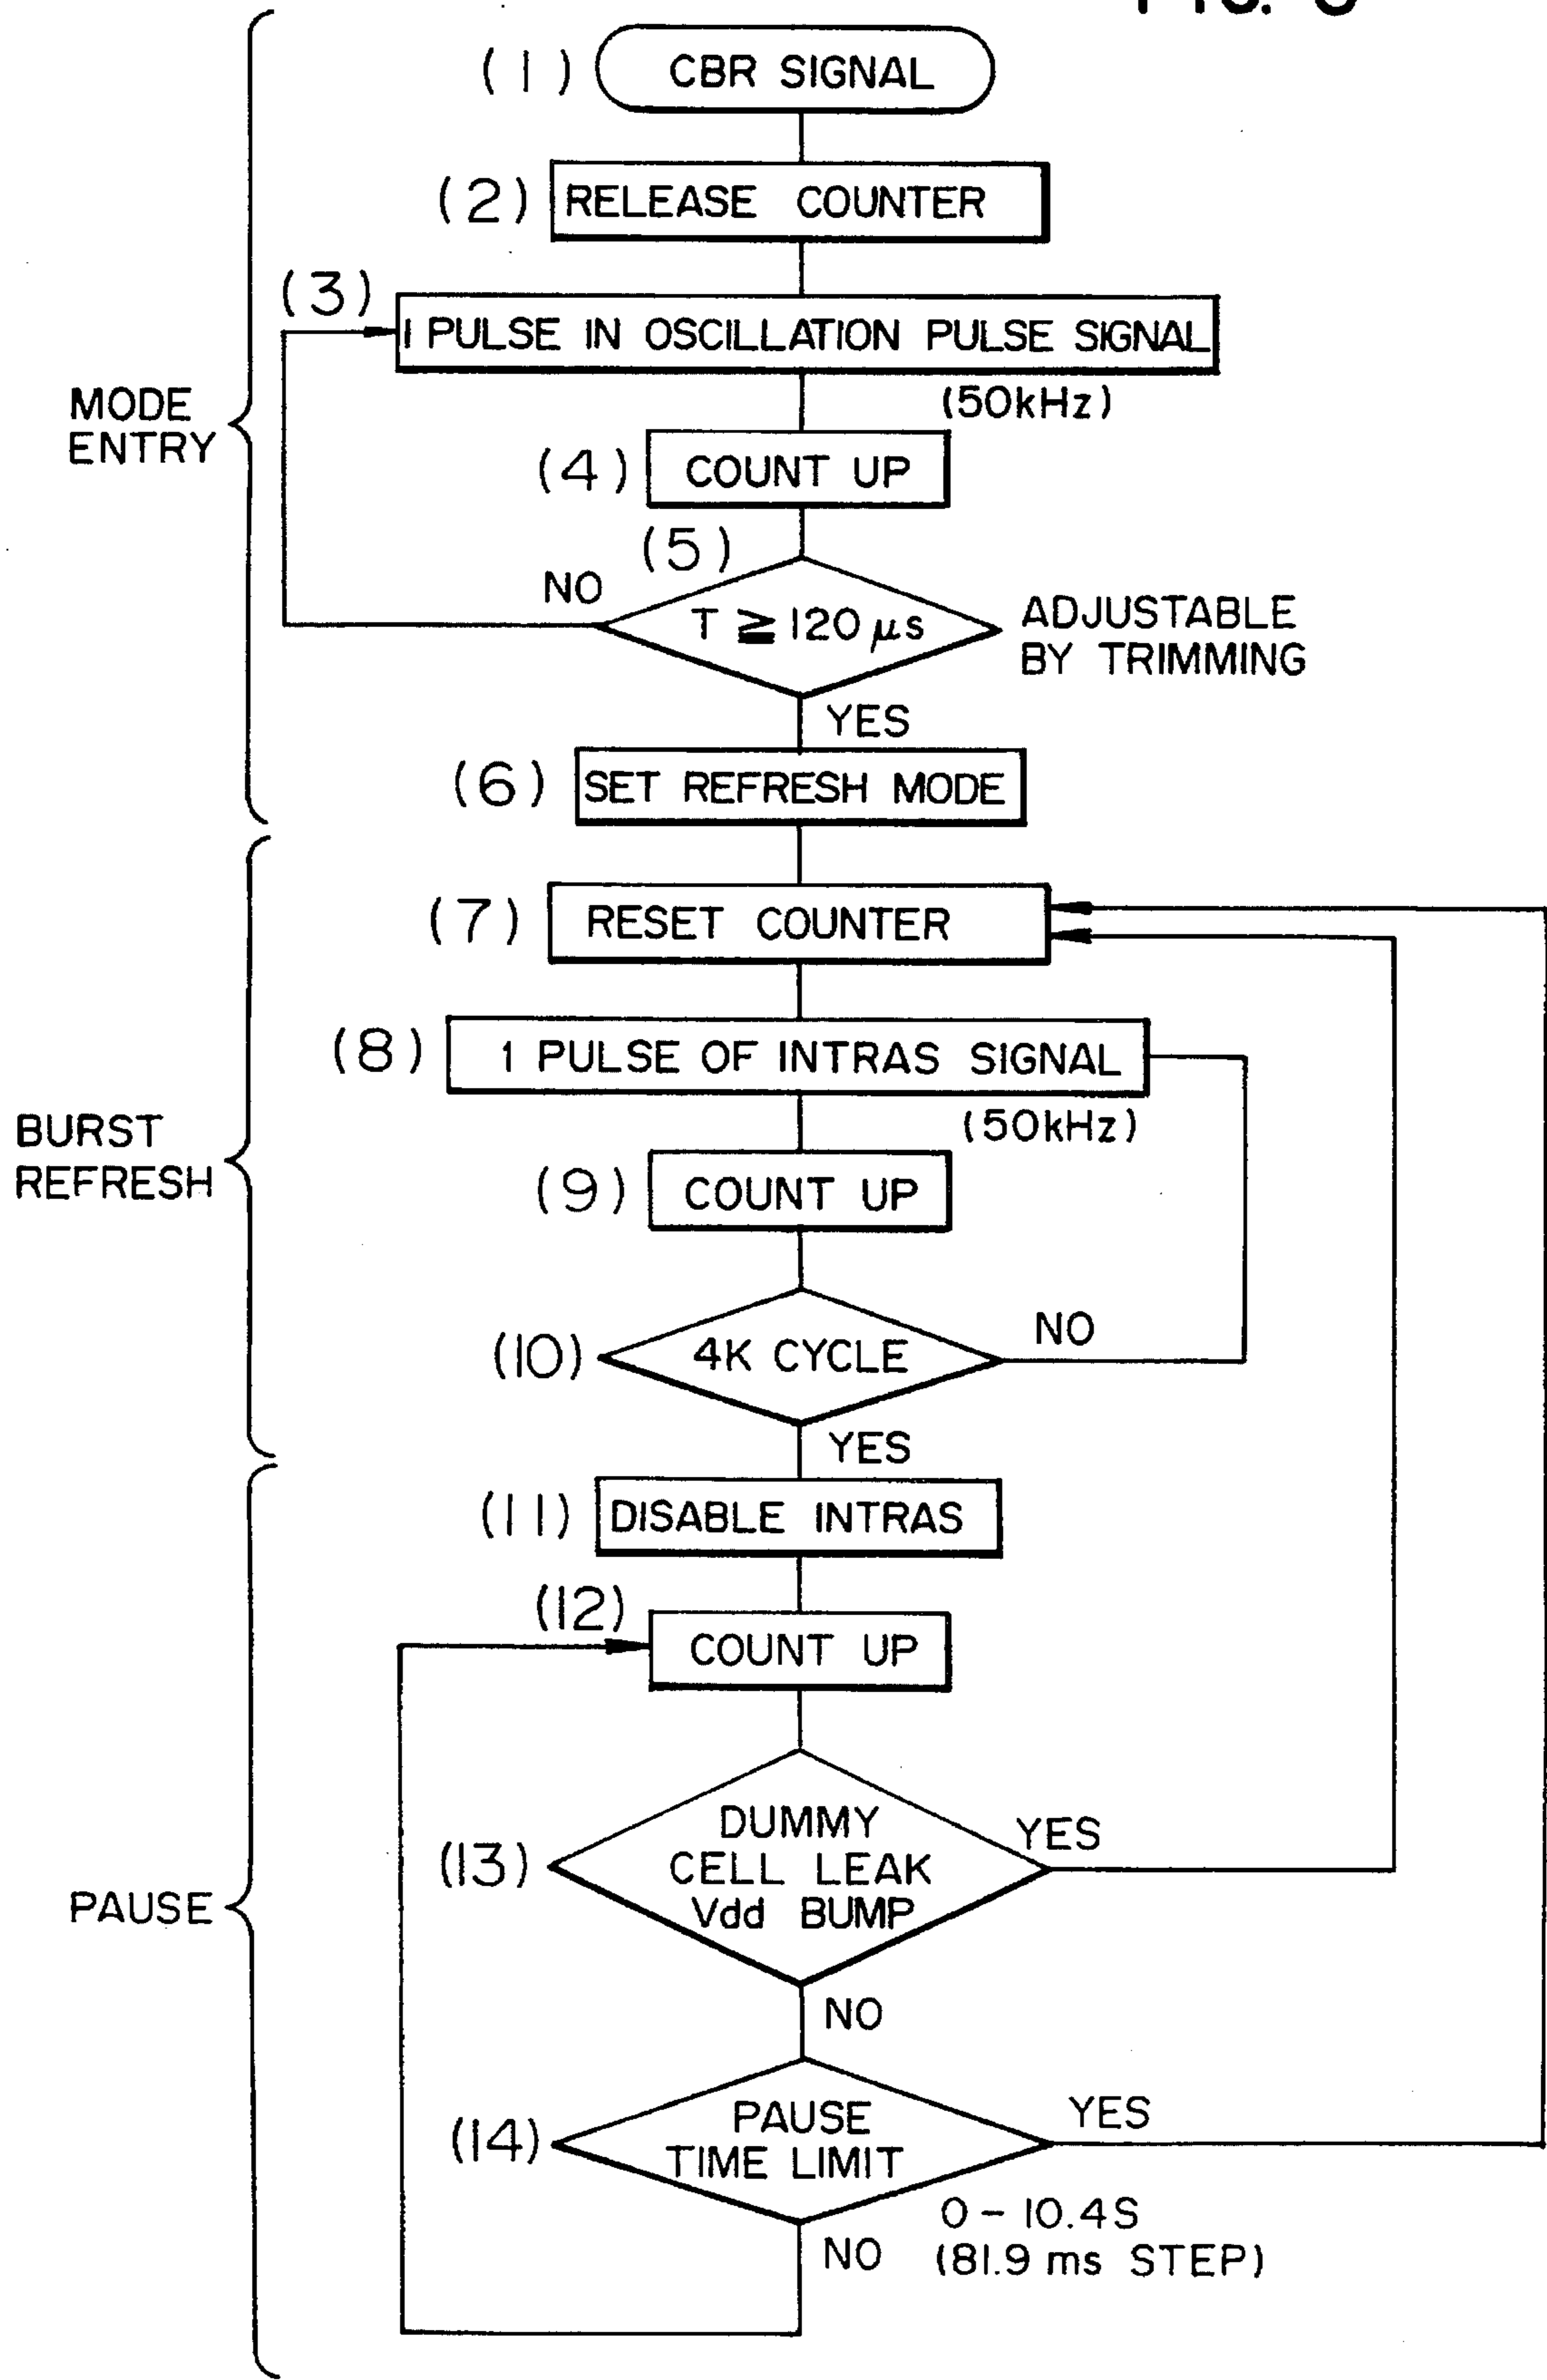 (1) CBR SIGNAL
(2) RELEASE COUNTER
(3)
1 PULSE IN OSCILLATION PULSE SIGNAL
(50kHz)
MODE
ENTRY
(4) COUNT UP
(5)
NO
T ≧ 120 μs
ADJUSTABLE
BY TRIMMING
YES
(6) SET REFRESH MODE
(7) RESET COUNTER
(8) 1 PULSE OF INTRAS SIGNAL
(50kHz)
BURST
REFRESH
(9) COUNT UP
(10) 4K CYCLE
NO
YES
(11) DISABLE INTRAS
(12)
COUNT UP
(13)
DUMMY
CELL LEAK
Vdd BUMP
YES
PAUSE
NO
(14)
PAUSE
TIME LIMIT
YES
0 - 10.4S
(81.9 ms STEP)
NO